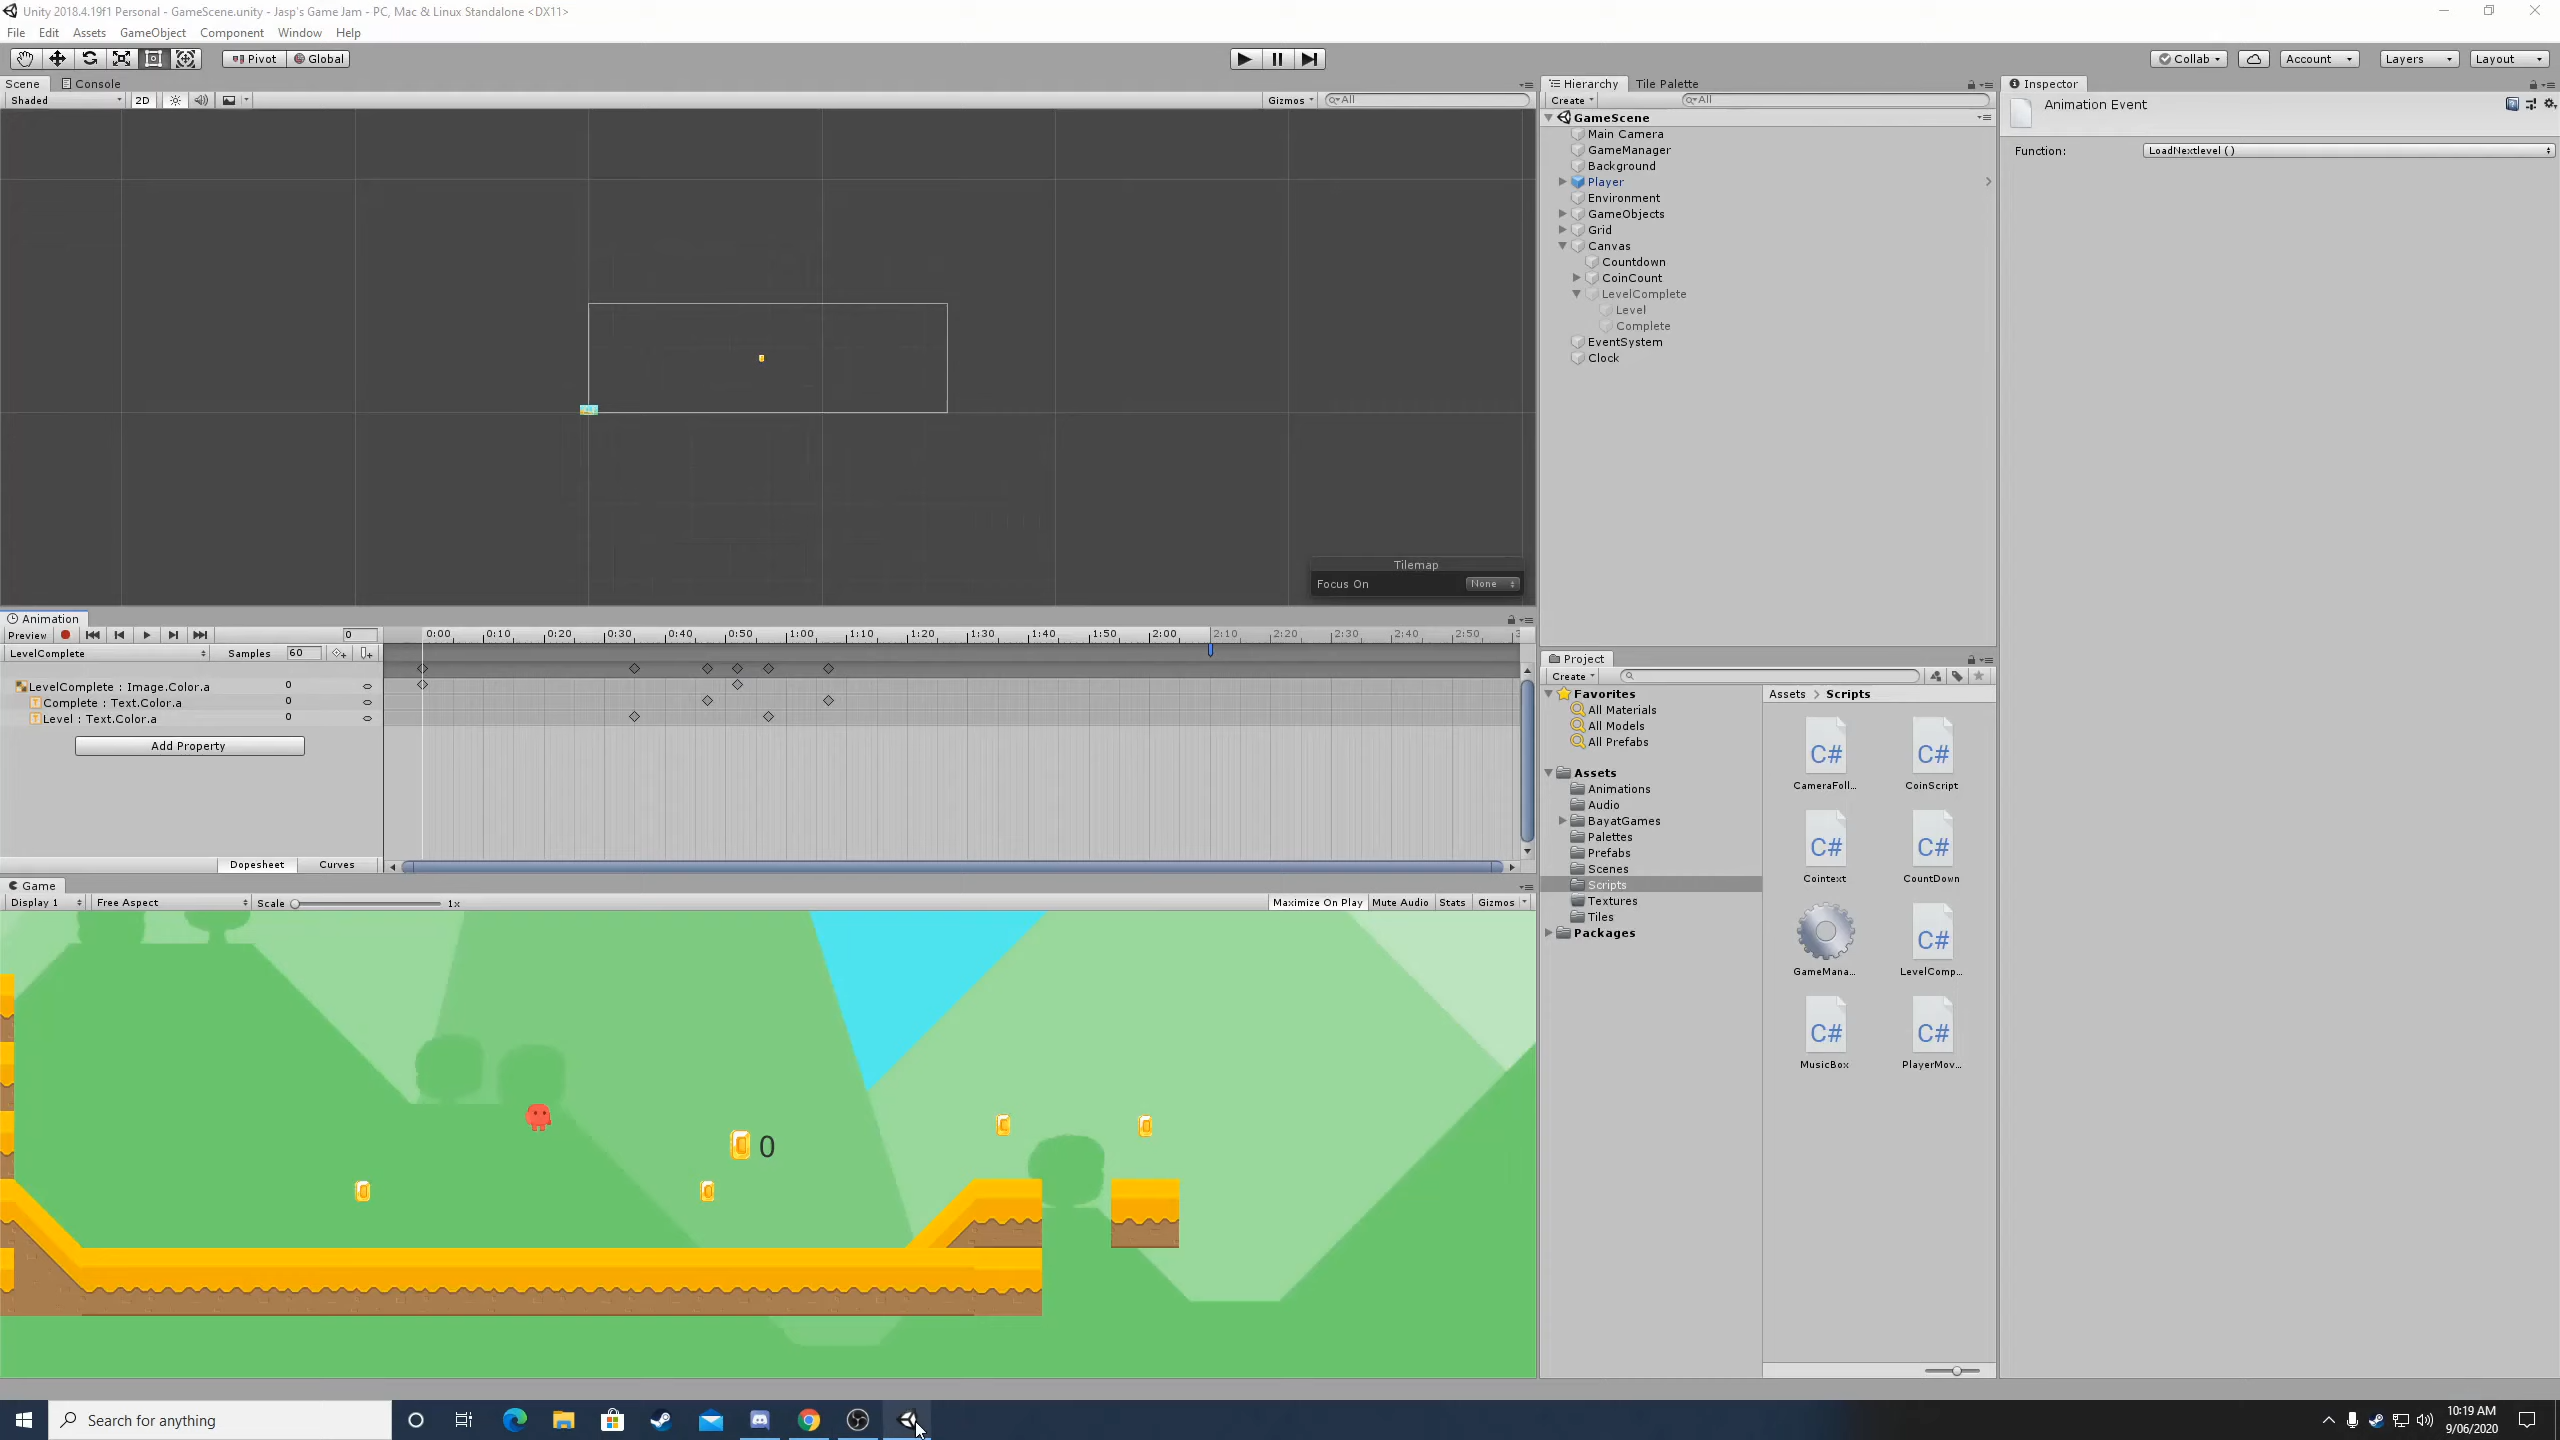 Unity 2018.4.19f1 Personal - GameScene.unity - Jasp's Game Jam - PC, Mac & Linux Standalone <DX11>
File Edit Assets GameObject Component Window Help
Pivot Global Collab Account Layers Layout
Scene Console
Shaded 2D Gizmos All
Hierarchy Tile Palette
Create All
GameScene
Main Camera
GameManager
Background
Player
Environment
GameObjects
Grid
Canvas
Countdown
CoinCount
LevelComplete
Level
Complete
EventSystem
Clock
Inspector
Animation Event
Function: LoadNextlevel ( )
Tilemap
Focus On None
Animation
Preview 0
0:00 0:10 0:20 0:30 0:40 0:50 1:00 1:10 1:20 1:30 1:40 1:50 2:00 2:10 2:20 2:30 2:40 2:50
LevelComplete Samples 60
LevelComplete : Image.Color.a 0
Complete : Text.Color.a 0
Level : Text.Color.a 0
Add Property
Dopesheet Curves
Game
Display 1 Free Aspect Scale 1x Maximize On Play Mute Audio Stats Gizmos
0
Project
Create
Favorites
All Materials
All Models
All Prefabs
Assets
Animations
Audio
BayatGames
Palettes
Prefabs
Scenes
Scripts
Textures
Tiles
Packages
Assets > Scripts
C# C#
CameraFoll... CoinScript
C# C#
Cointext CountDown
C#
GameMana... LevelComp...
C# C#
MusicBox PlayerMov...
Search for anything
10:19 AM
9/06/2020